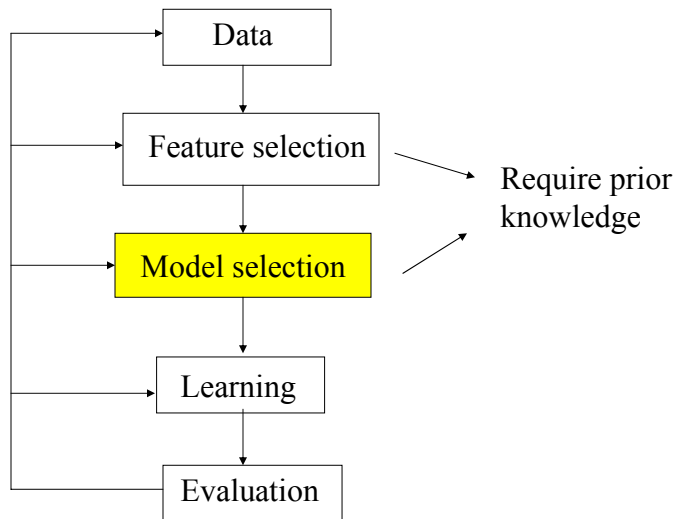 Data
Feature selection
Require prior
knowledge
Model selection
Learning
Evaluation